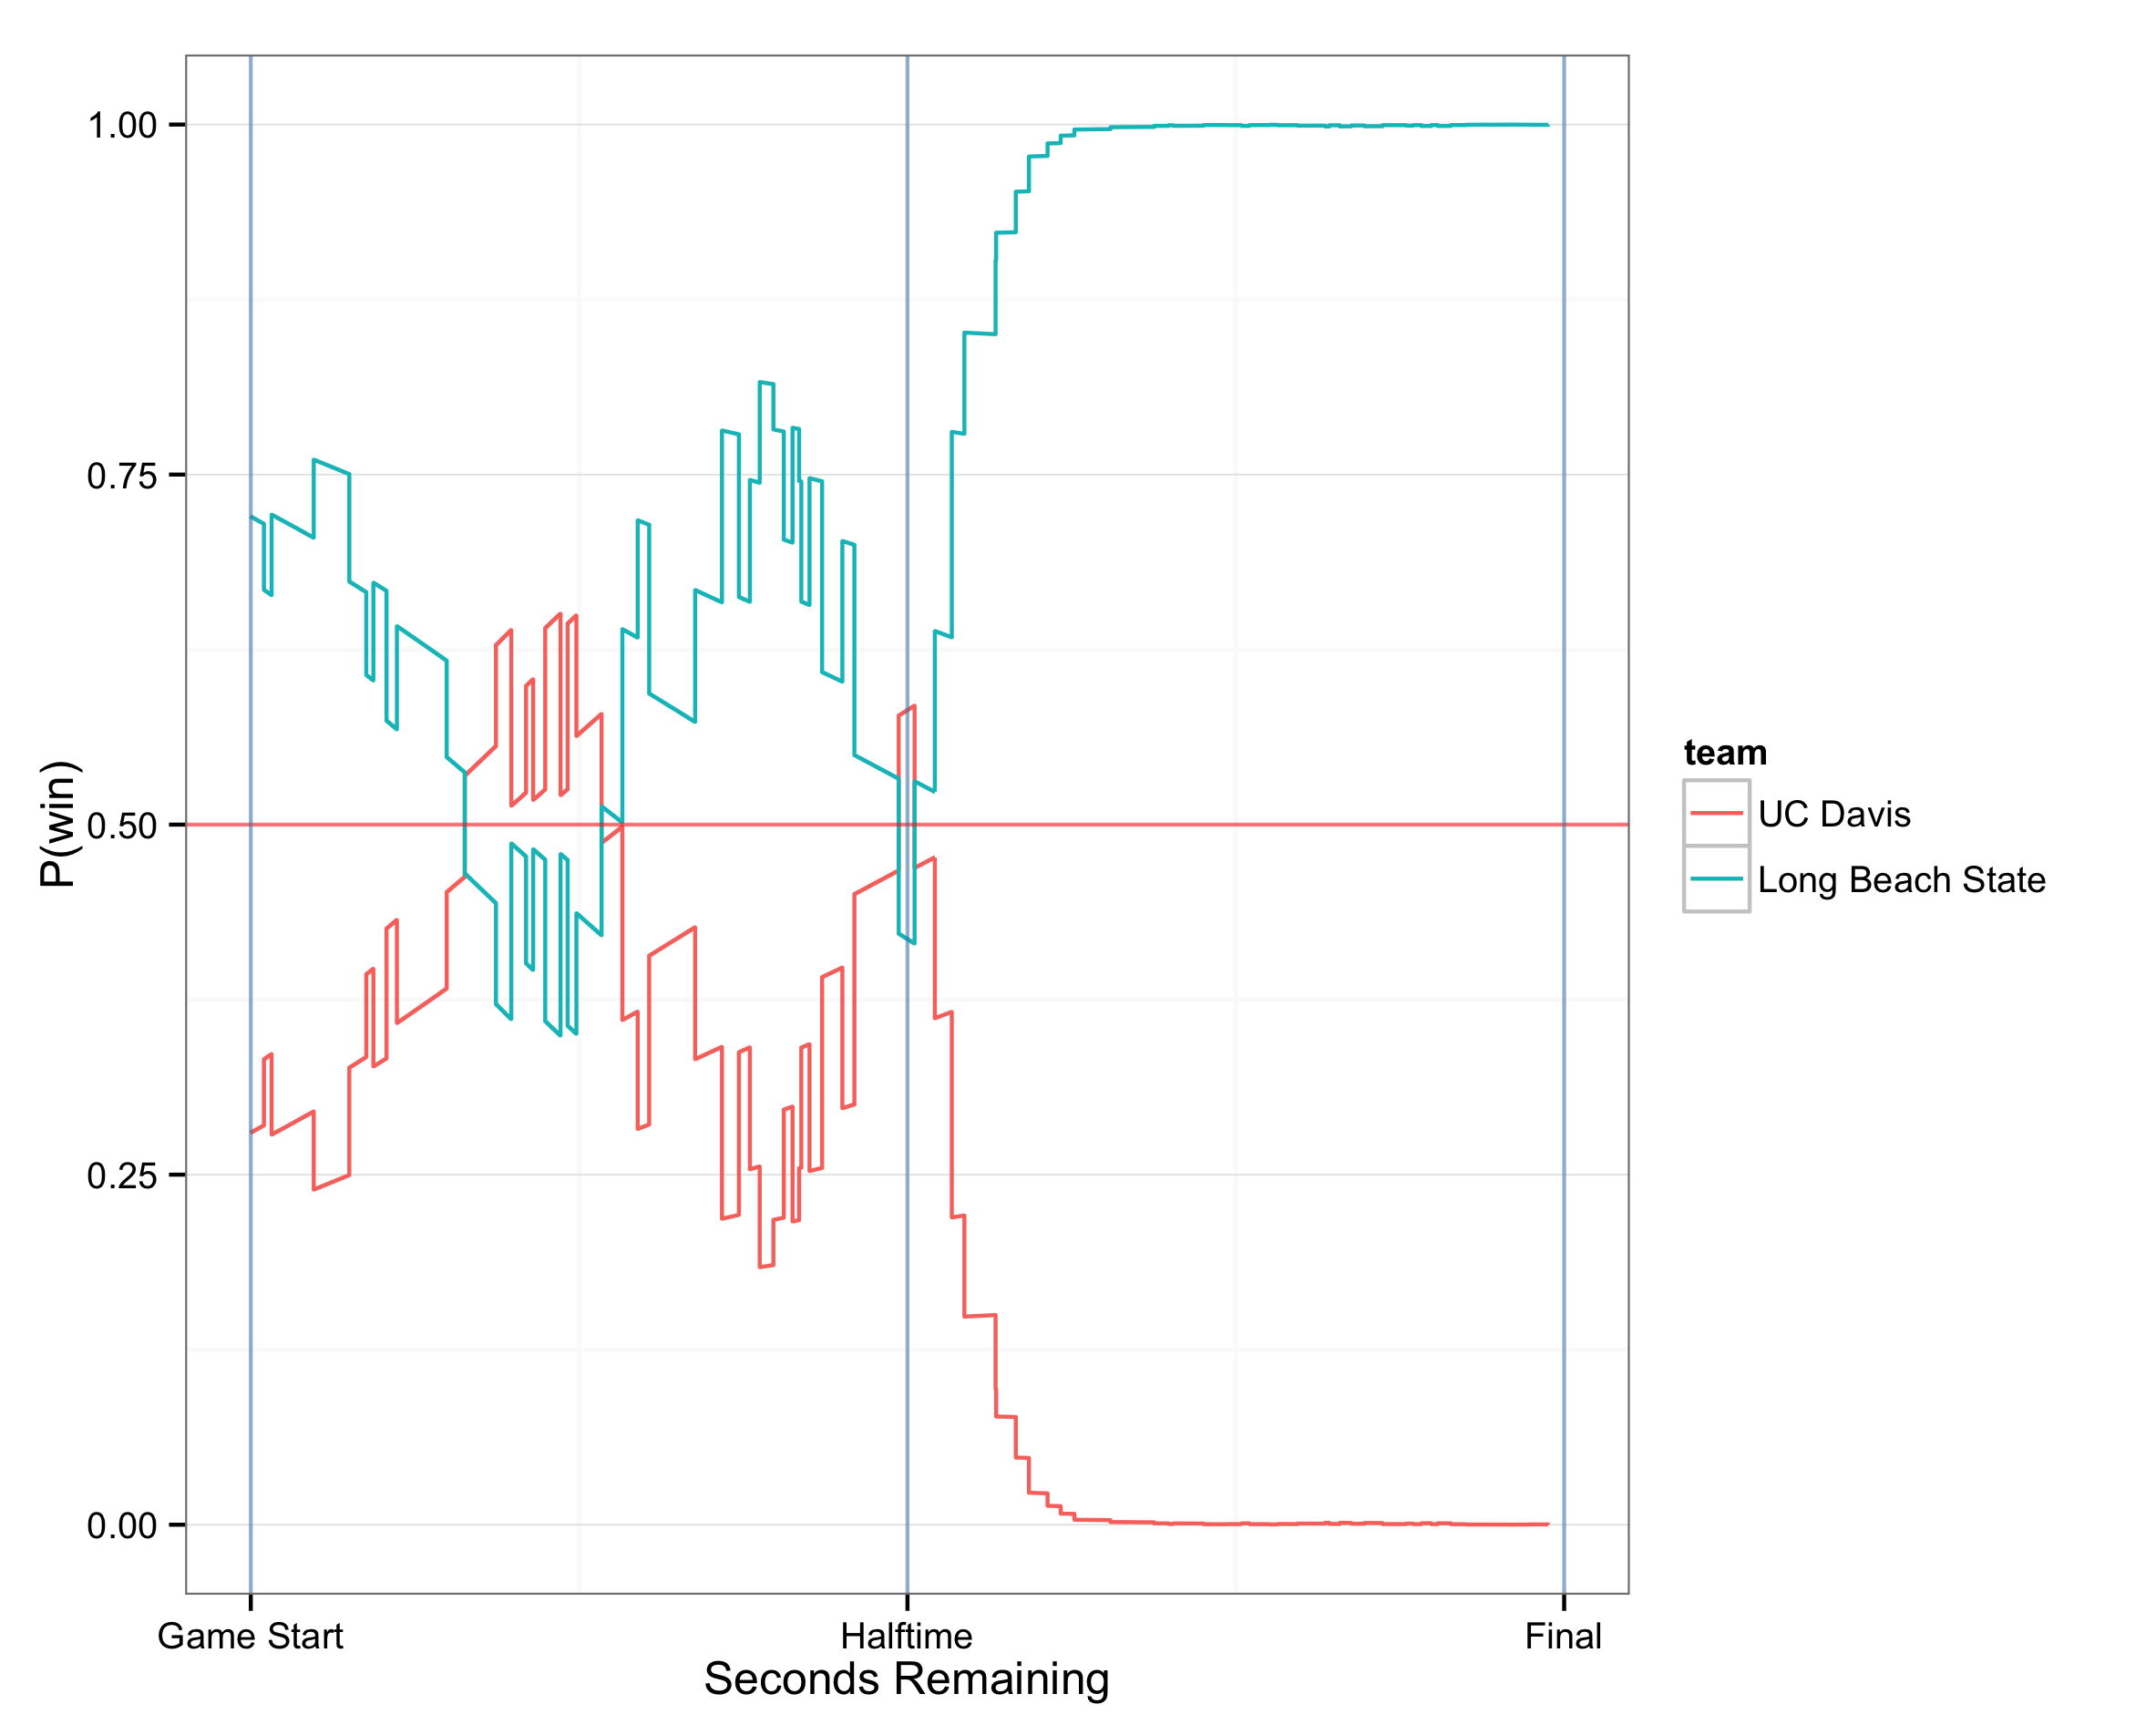 P(win)
1.00
0.75
0.50
0.25
0.00
Game Start
Halftime
Final
Seconds Remaining
team
UC Davis
Long Beach State